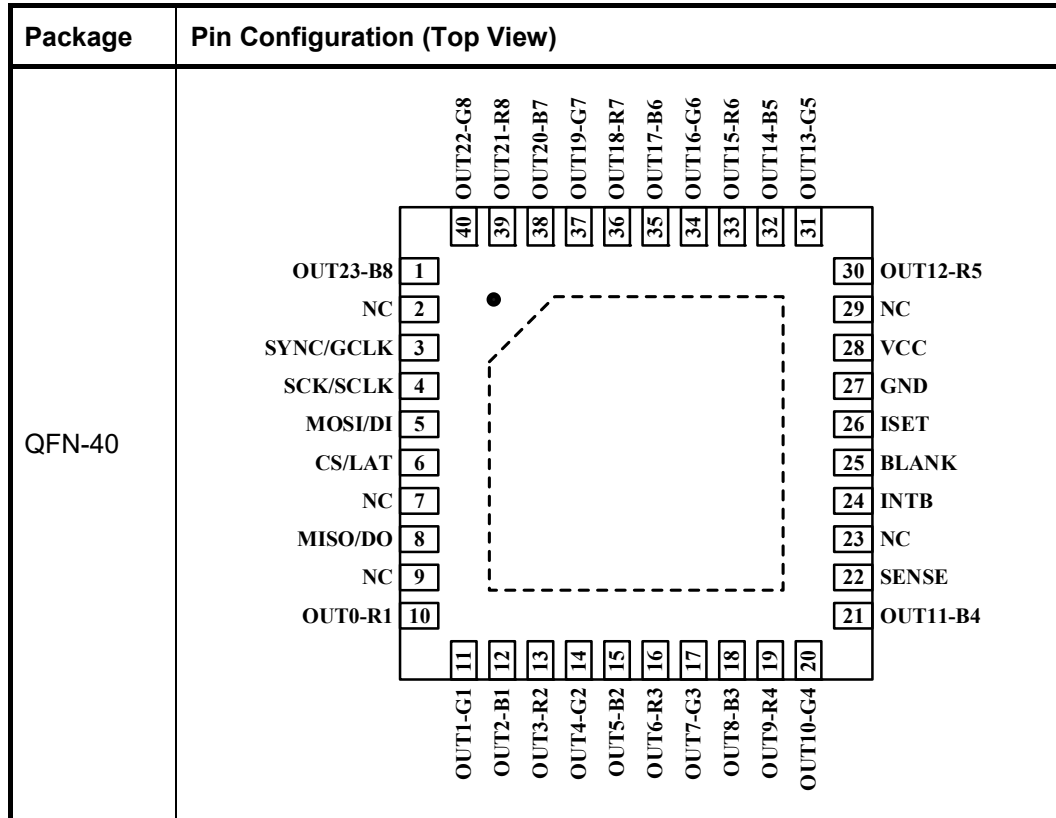 Package
Pin Configuration (Top View)
QFN-40
OUT22-G8
OUT21-R8
OUT20-B7
OUT19-G7
OUT18-R7
OUT17-B6
OUT16-G6
OUT15-R6
OUT14-B5
OUT13-G5
40
39
38
37
36
35
34
33
32
31
OUT23-B8 1
NC 2
SYNC/GCLK 3
SCK/SCLK 4
MOSI/DI 5
CS/LAT 6
NC 7
MISO/DO 8
NC 9
OUT0-R1 10
30 OUT12-R5
29 NC
28 VCC
27 GND
26 ISET
25 BLANK
24 INTB
23 NC
22 SENSE
21 OUT11-B4
11
12
13
14
15
16
17
18
19
20
OUT1-G1
OUT2-B1
OUT3-R2
OUT4-G2
OUT5-B2
OUT6-R3
OUT7-G3
OUT8-B3
OUT9-R4
OUT10-G4